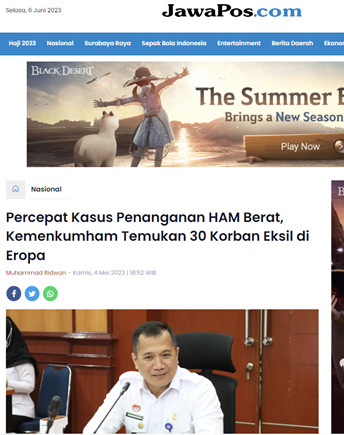 Selasa, 6 Juni 2023
JawaPos.com
Haji 2023 Nasional Surabaya Raya Sepak Bola Indonesia Entertainment Berita Daerah Ekonom
BLACK DESERT
The Summer E
Brings a New Season
Play Now
Nasional
Percepat Kasus Penanganan HAM Berat,
Kemenkumham Temukan 30 Korban Eksil di
Eropa
Muhammad Ridwan - Kamis, 4 Mei 2023 | 18:52 WIB